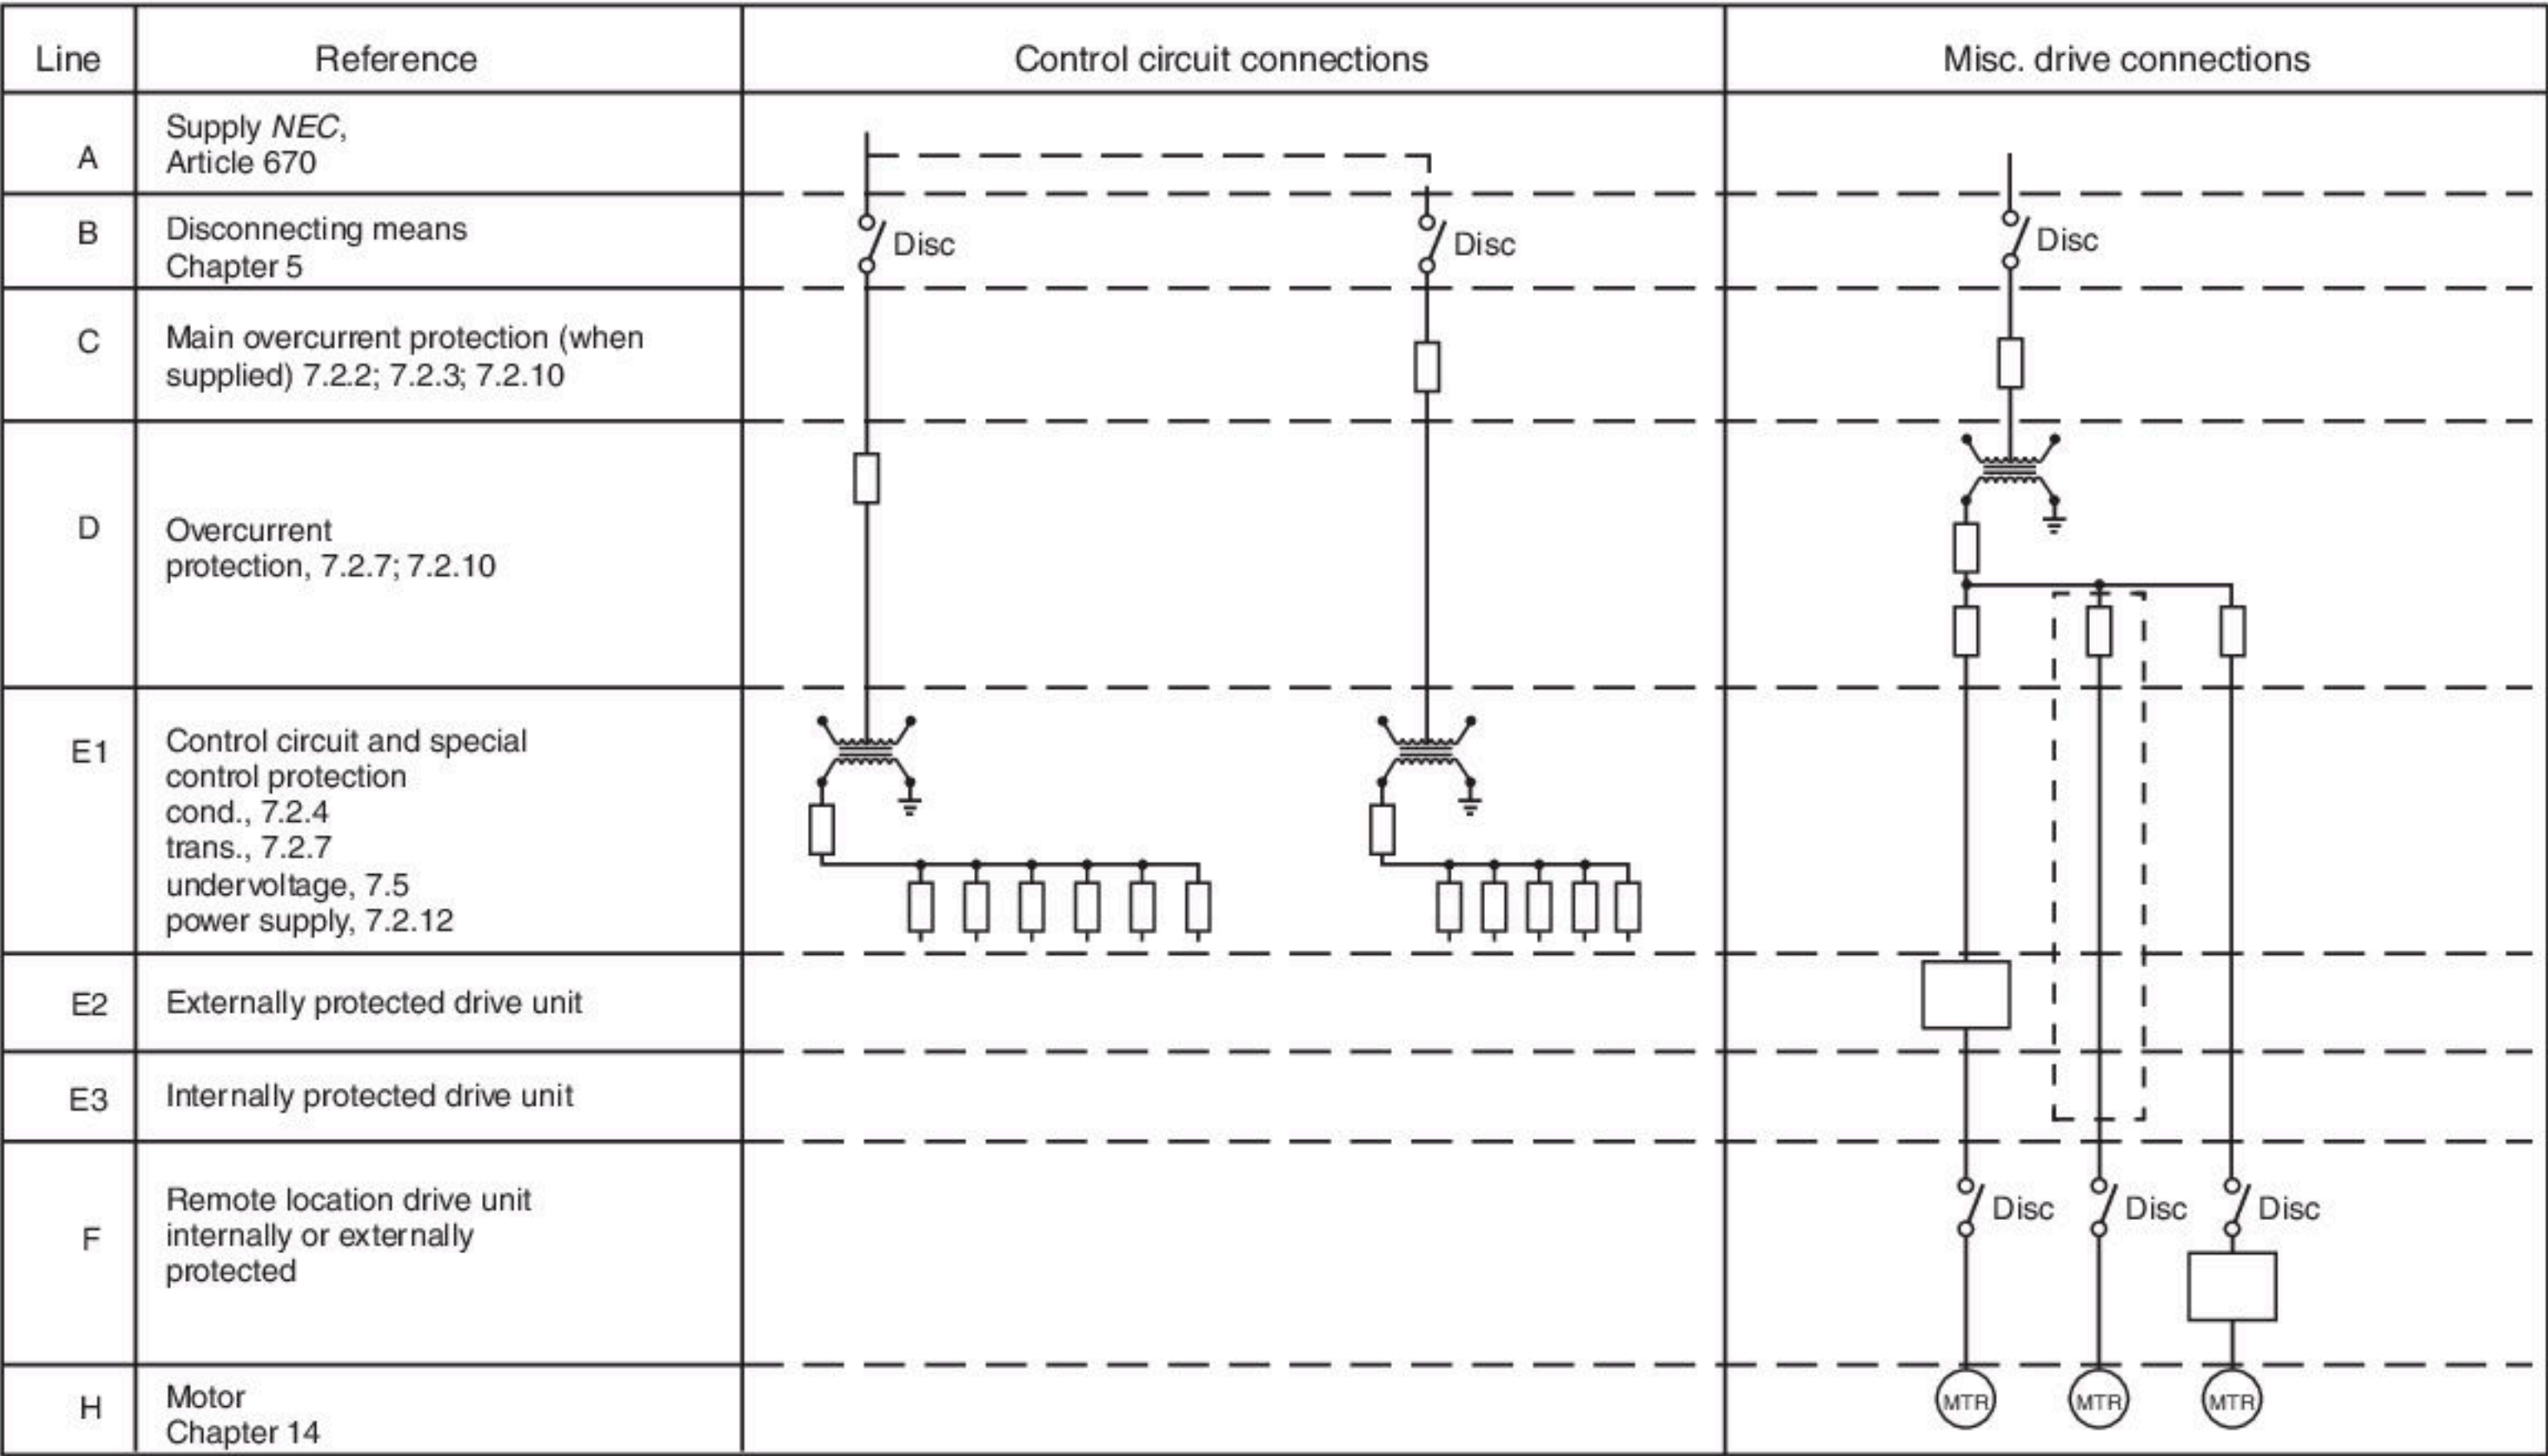 Line
Reference
Control circuit connections
Misc. drive connections
A
Supply NEC,
Article 670
B
Disconnecting means
Chapter 5
Disc
Disc
Disc
C
Main overcurrent protection (when
supplied) 7.2.2; 7.2.3; 7.2.10
D
Overcurrent
protection, 7.2.7; 7.2.10
E1
Control circuit and special
control protection
cond., 7.2.4
trans., 7.2.7
undervoltage, 7.5
power supply, 7.2.12
E2
Externally protected drive unit
E3
Internally protected drive unit
F
Remote location drive unit
internally or externally
protected
Disc
Disc
Disc
H
Motor
Chapter 14
MTR
MTR
MTR